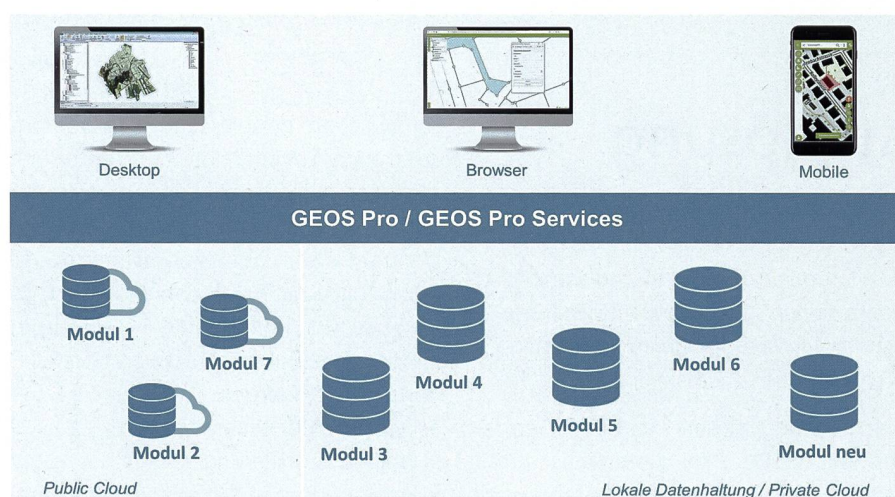 Desktop
Browser
Mobile
GEOS Pro / GEOS Pro Services
Modul 1
Modul 7
Modul 2
Modul 3
Modul 4
Modul 5
Modul 6
Modul neu
Public Cloud
Lokale Datenhaltung / Private Cloud